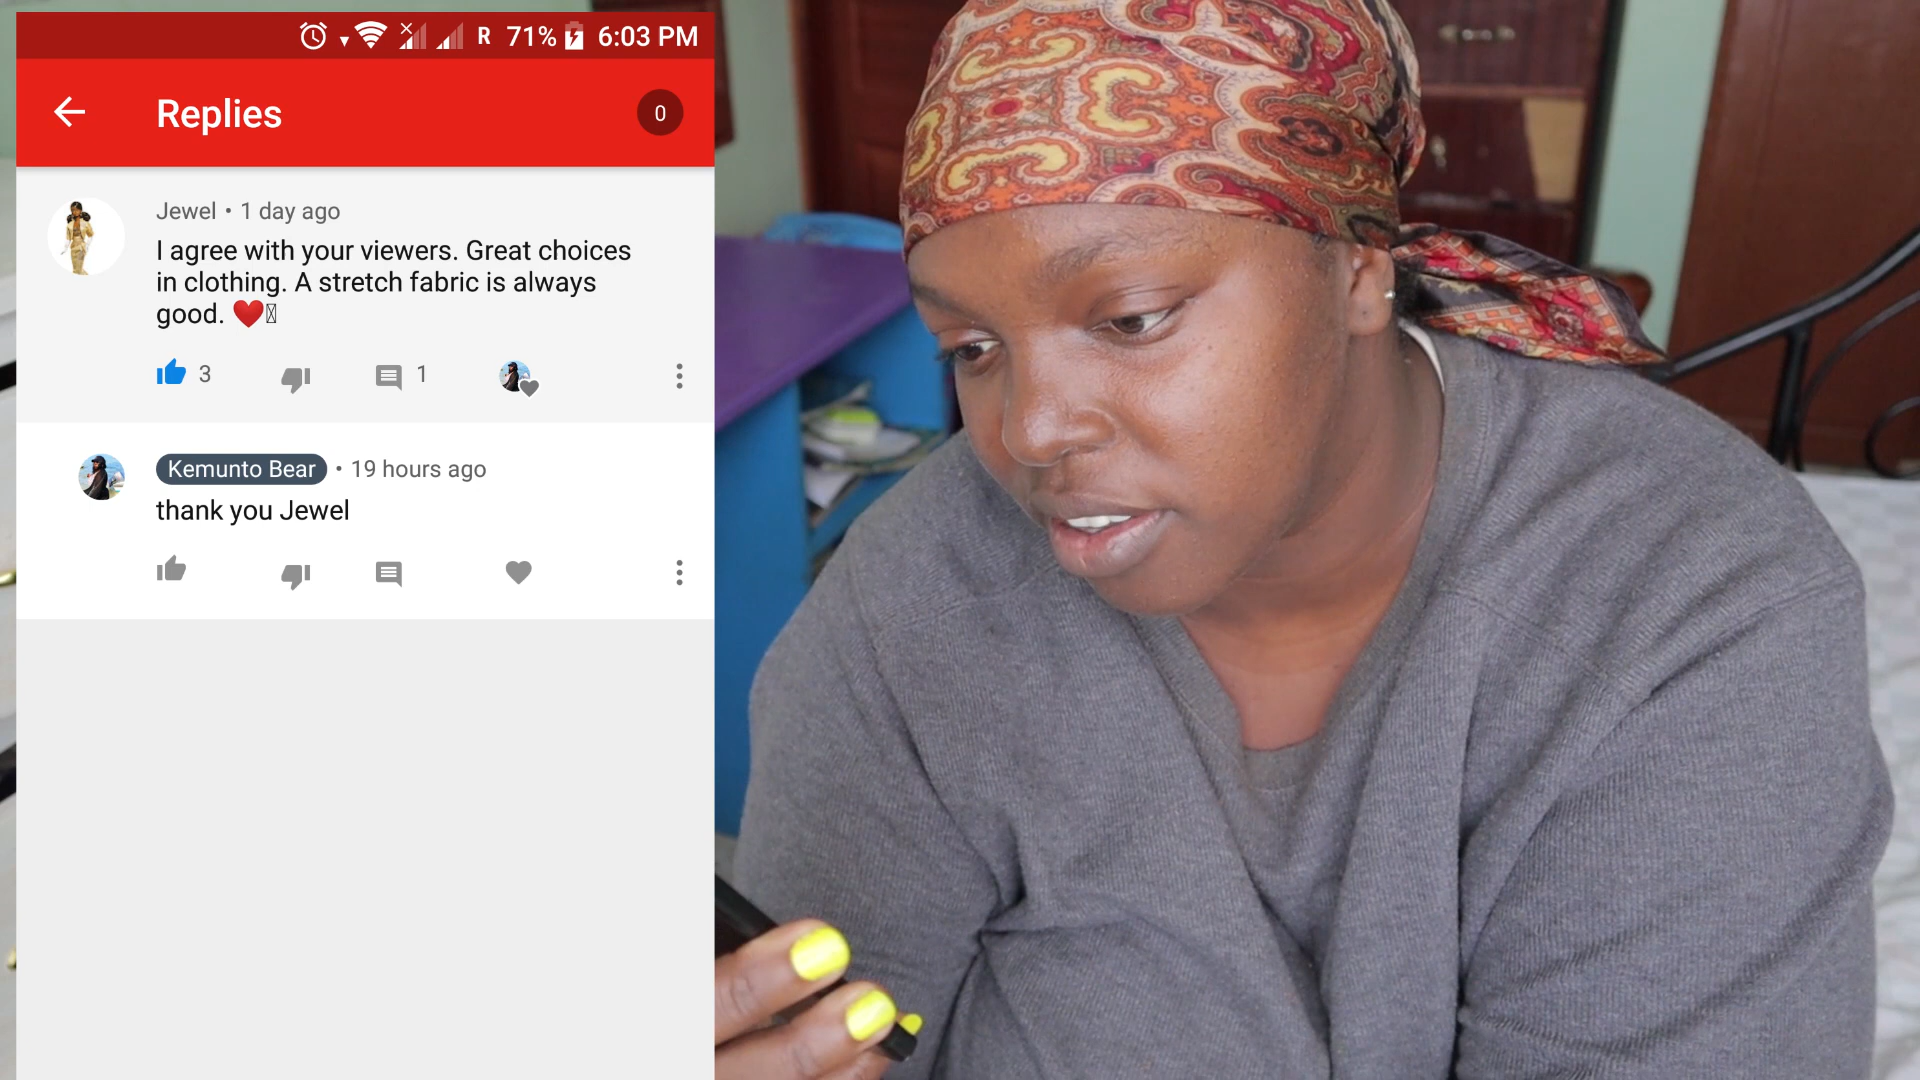 R 71% 6:03 PM
Replies 0
Jewel • 1 day ago
I agree with your viewers. Great choices
in clothing. A stretch fabric is always
good. ❤️
3 1
Kemunto Bear • 19 hours ago
thank you Jewel